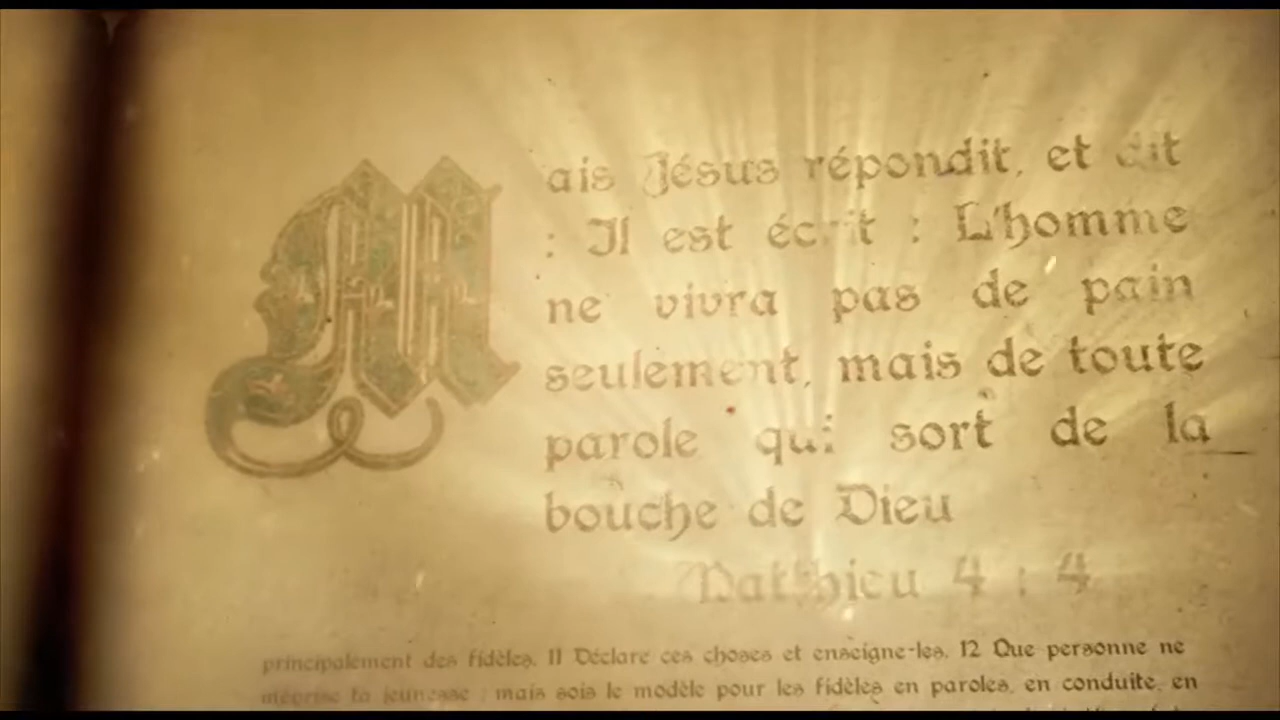 Mais Jésus répondit, et dit
: Il est écrit : L'homme
ne vivra pas de pain
seulement, mais de toute
parole qui sort de la
bouche de Dieu
Matthieu 4 : 4
principalement des fidèles. 11 Déclare ces choses et enseigne-les. 12 Que personne ne
méprise ta jeunesse ; mais sois le modèle pour les fidèles en paroles, en conduite, en